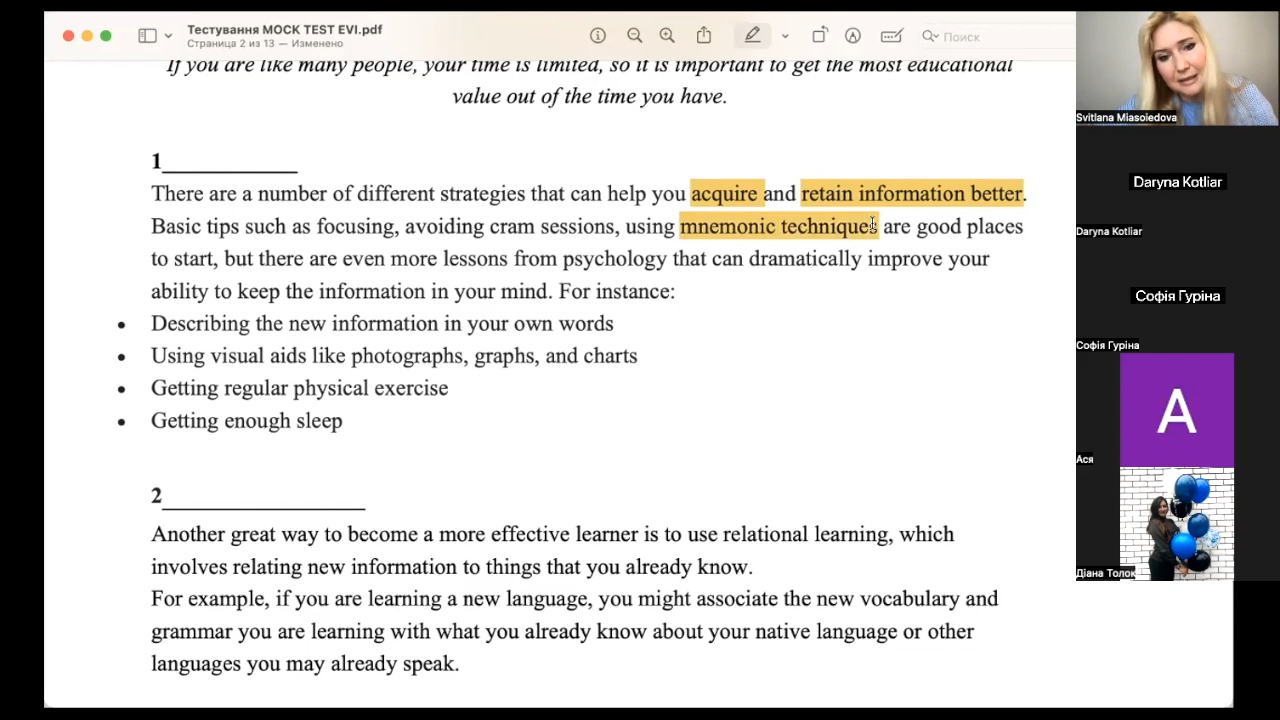 Тестування MOCK TEST EVI.pdf
Страница 2 из 13 — Изменено
Поиск
If you are like many people, your time is limited, so it is important to get the most educational
value out of the time you have.
1___________
There are a number of different strategies that can help you acquire and retain information better.
Basic tips such as focusing, avoiding cram sessions, using mnemonic techniques are good places
to start, but there are even more lessons from psychology that can dramatically improve your
ability to keep the information in your mind. For instance:
• Describing the new information in your own words
• Using visual aids like photographs, graphs, and charts
• Getting regular physical exercise
• Getting enough sleep
2________________
Another great way to become a more effective learner is to use relational learning, which
involves relating new information to things that you already know.
For example, if you are learning a new language, you might associate the new vocabulary and
grammar you are learning with what you already know about your native language or other
languages you may already speak.
Svitlana Miasoiedova
Daryna Kotliar
Daryna Kotliar
Софія Гуріна
Софія Гуріна
A
Ася
Діана Толок